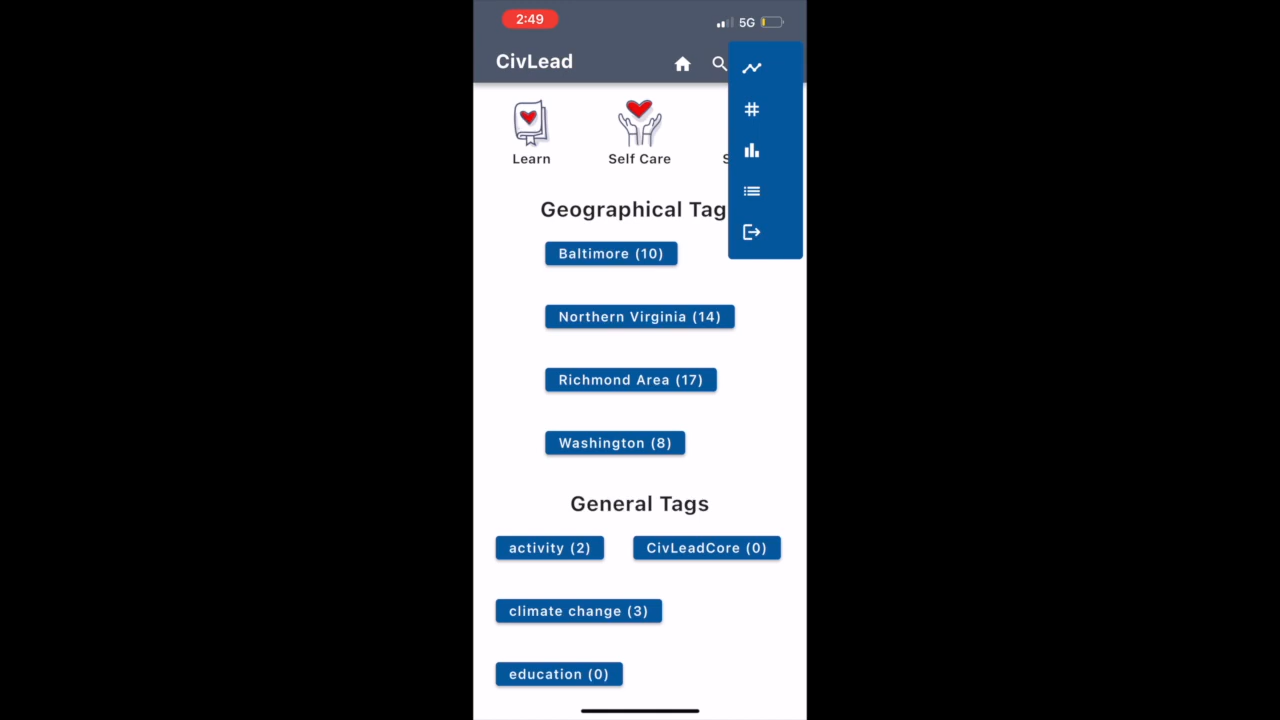 2:49
5G
CivLead
Learn
Self Care
S
Geographical Tag
Baltimore (10)
Northern Virginia (14)
Richmond Area (17)
Washington (8)
General Tags
activity (2)
CivLeadCore (0)
climate change (3)
education (0)